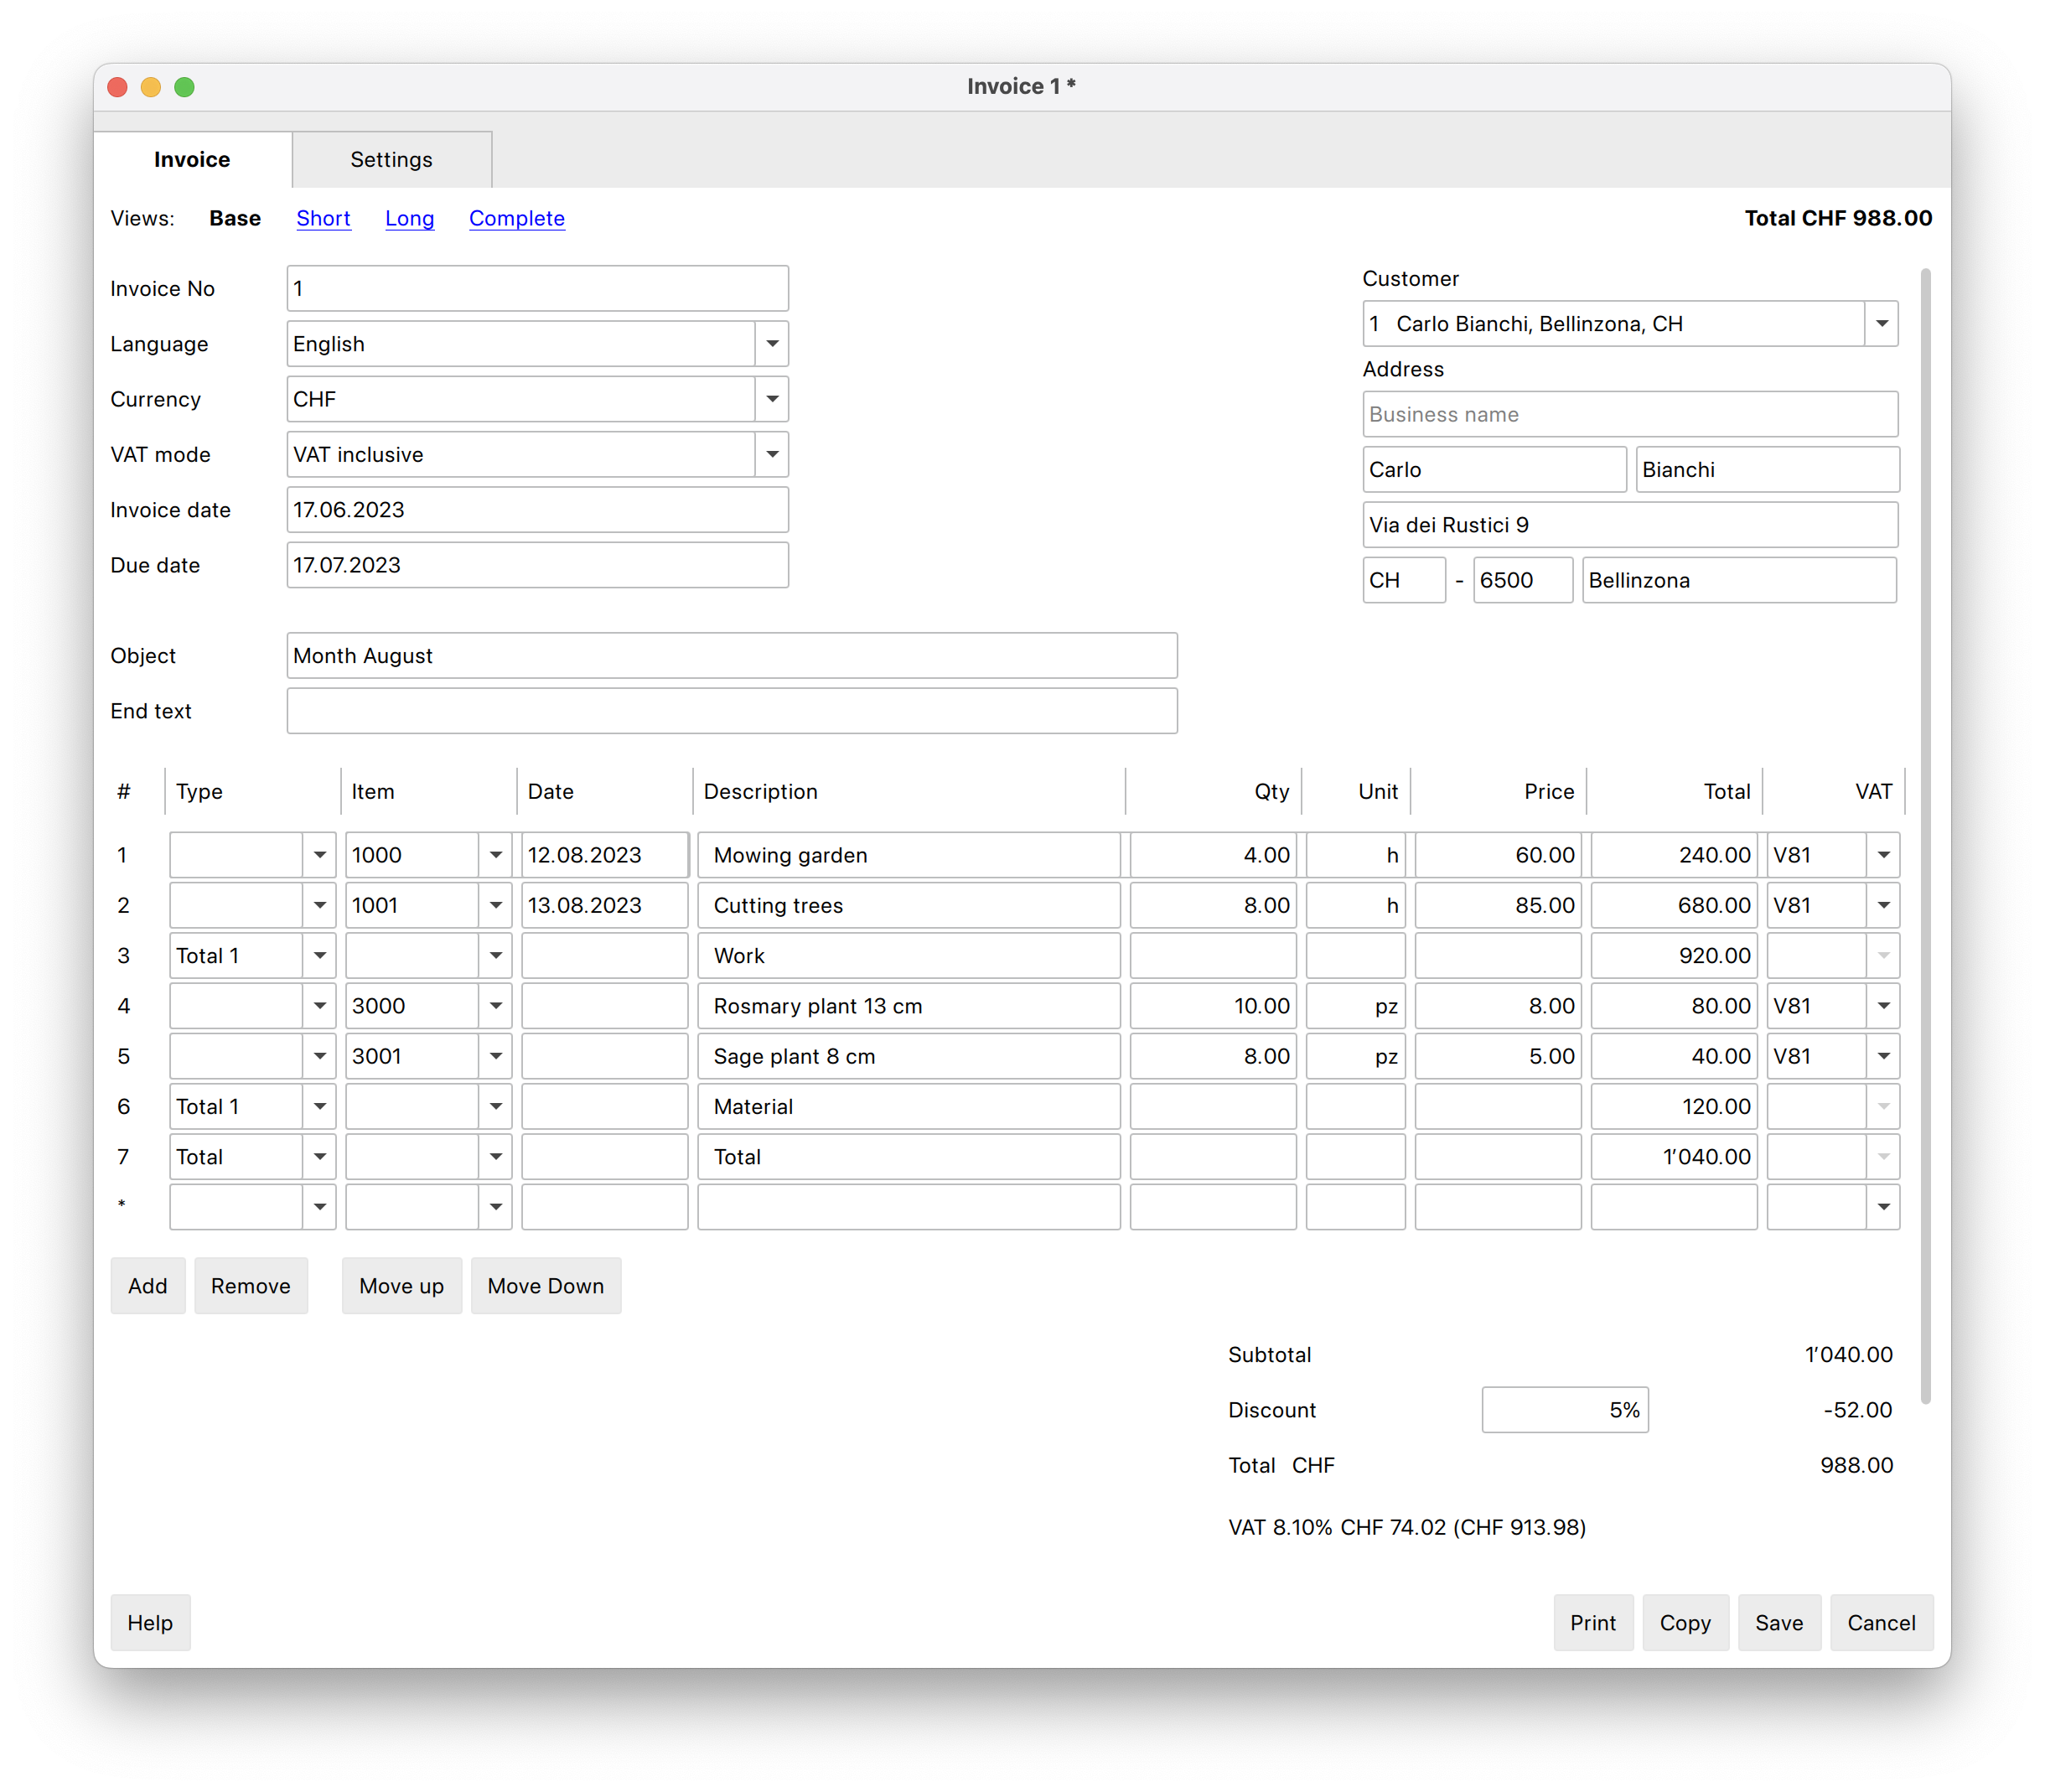 Invoice 1 *
Invoice Settings
Views: Base Short Long Complete Total CHF 988.00
Invoice No 1
Language English
Currency CHF
VAT mode VAT inclusive
Invoice date 17.06.2023
Due date 17.07.2023
Customer
1 Carlo Bianchi, Bellinzona, CH
Address
Business name
Carlo Bianchi
Via dei Rustici 9
CH - 6500 Bellinzona
Object Month August
End text
# Type Item Date Description Qty Unit Price Total VAT
1 1000 12.08.2023 Mowing garden 4.00 h 60.00 240.00 V81
2 1001 13.08.2023 Cutting trees 8.00 h 85.00 680.00 V81
3 Total 1 Work 920.00
4 3000 Rosmary plant 13 cm 10.00 pz 8.00 80.00 V81
5 3001 Sage plant 8 cm 8.00 pz 5.00 40.00 V81
6 Total 1 Material 120.00
7 Total Total 1’040.00
*
Add Remove Move up Move Down
Subtotal 1’040.00
Discount 5% -52.00
Total CHF 988.00
VAT 8.10% CHF 74.02 (CHF 913.98)
Help Print Copy Save Cancel